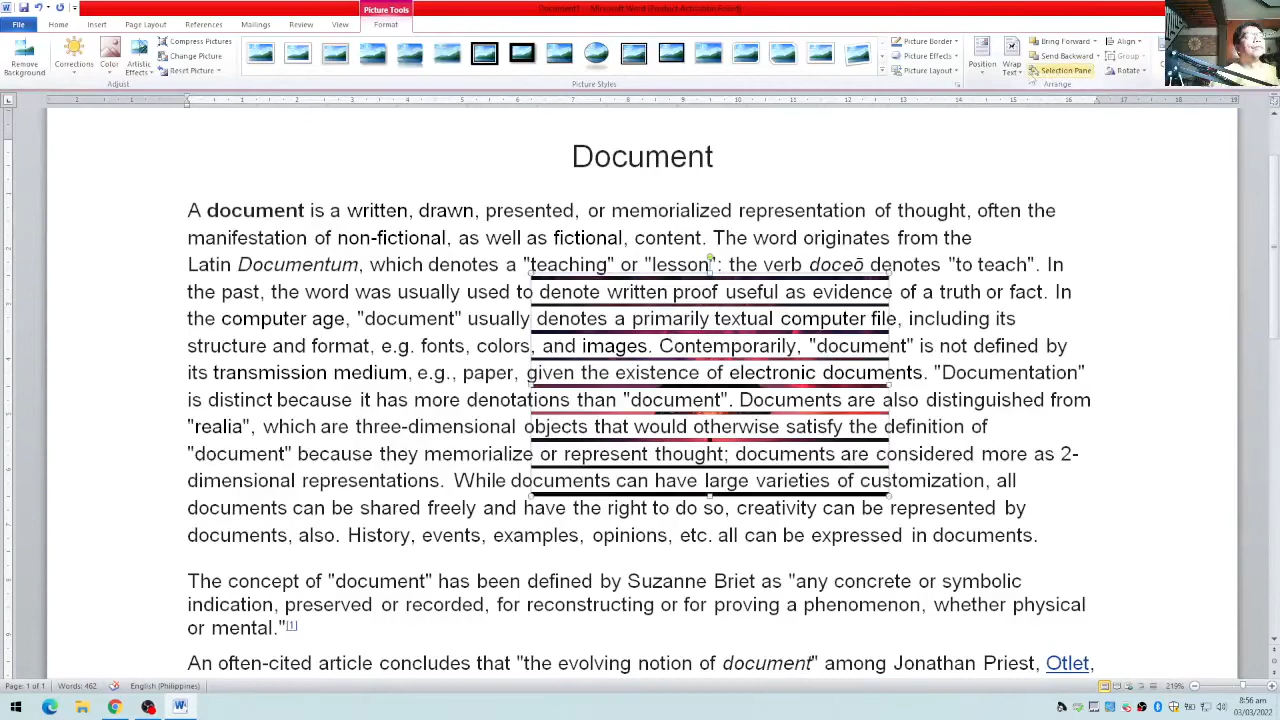 Picture Tools
Document1 - Microsoft Word (Product Activation Failed)
File Home Insert Page Layout References Mailings Review View Format
Remove Background
Corrections
Color
Artistic Effects
Compress Pictures
Change Picture
Reset Picture
Adjust
Picture Styles
Picture Border
Picture Effects
Picture Layout
Position
Wrap Text
Bring Forward
Send Backward
Selection Pane
Align
Group
Rotate
Arrange
Document
A document is a written, drawn, presented, or memorialized representation of thought, often the
manifestation of non-fictional, as well as fictional, content. The word originates from the
Latin Documentum, which denotes a "teaching" or "lesson": the verb doceō denotes "to teach". In
the past, the word was usually used to denote written proof useful as evidence of a truth or fact. In
the computer age, "document" usually denotes a primarily textual computer file, including its
structure and format, e.g. fonts, colors, and images. Contemporarily, "document" is not defined by
its transmission medium, e.g., paper, given the existence of electronic documents. "Documentation"
is distinct because it has more denotations than "document". Documents are also distinguished from
"realia", which are three-dimensional objects that would otherwise satisfy the definition of
"document" because they memorialize or represent thought; documents are considered more as 2-
dimensional representations. While documents can have large varieties of customization, all
documents can be shared freely and have the right to do so, creativity can be represented by
documents, also. History, events, examples, opinions, etc. all can be expressed in documents.
The concept of "document" has been defined by Suzanne Briet as "any concrete or symbolic
indication, preserved or recorded, for reconstructing or for proving a phenomenon, whether physical
or mental."[1]
An often-cited article concludes that "the evolving notion of document" among Jonathan Priest, Otlet,
Page: 1 of 1 Words: 462 English (Philippines) 219%
8:56 am
03/03/2022